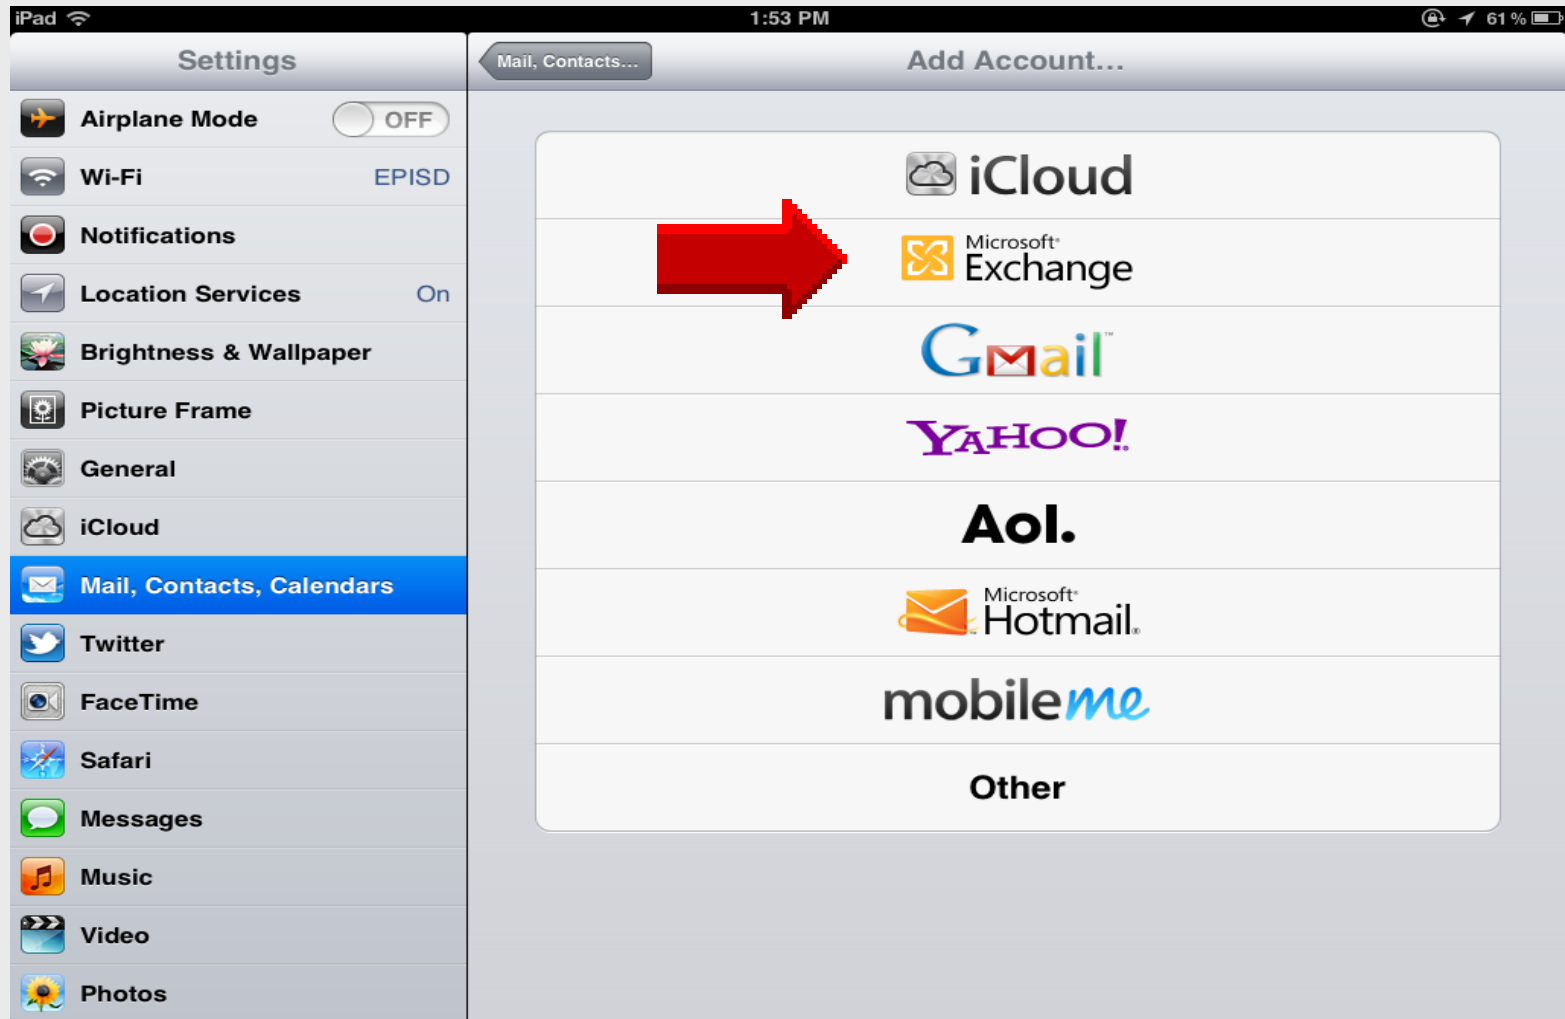 iPad 1:53 PM 61%
Settings
Airplane Mode OFF
Wi-Fi EPISD
Notifications
Location Services On
Brightness & Wallpaper
Picture Frame
General
iCloud
Mail, Contacts, Calendars
Twitter
FaceTime
Safari
Messages
Music
Video
Photos
Mail, Contacts... Add Account...
iCloud
Microsoft®
Exchange
Gmail™
YAHOO!®
Aol.
Microsoft®
Hotmail®
mobileme
Other